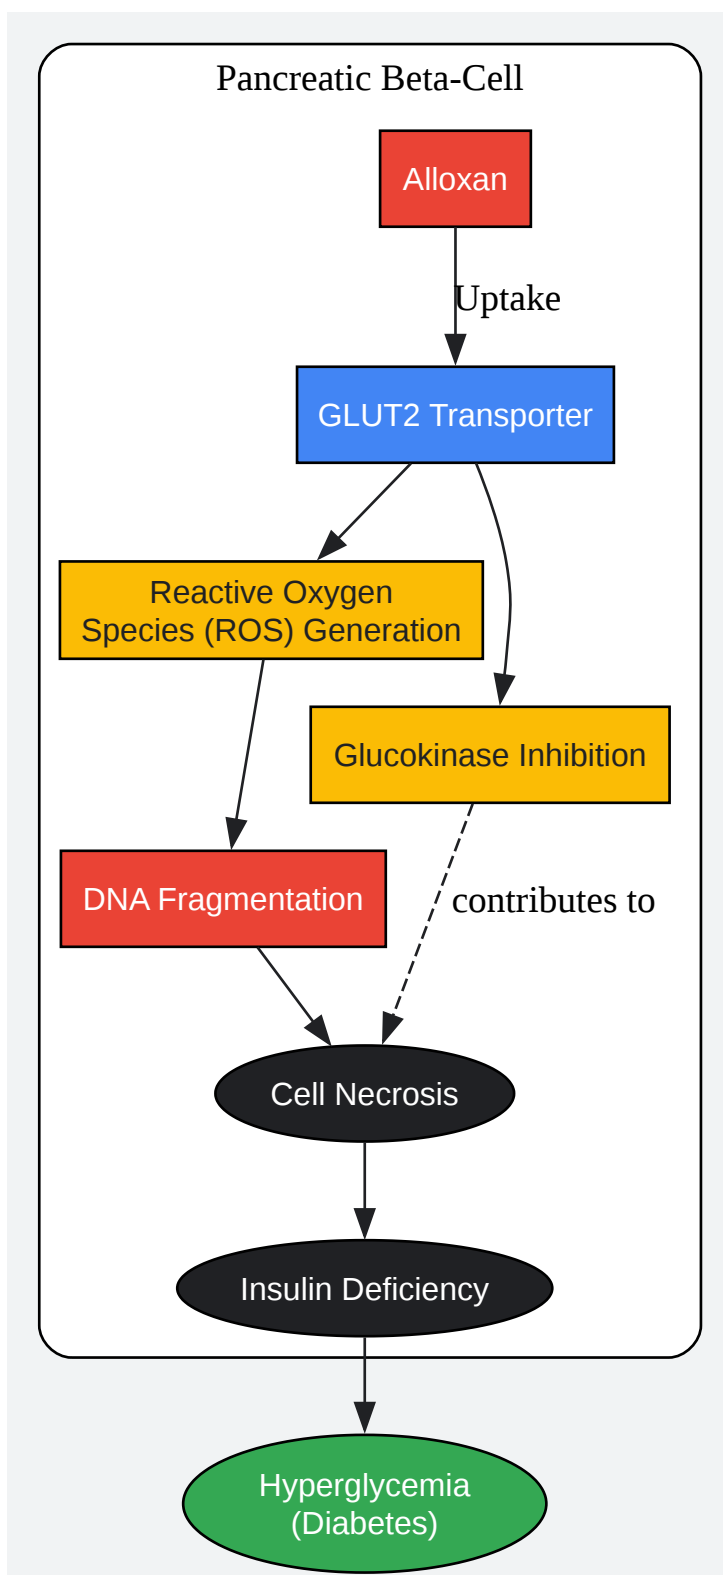 Pancreatic Beta-Cell
Alloxan
Uptake
GLUT2 Transporter
Reactive Oxygen
Species (ROS) Generation
Glucokinase Inhibition
DNA Fragmentation
contributes to
Cell Necrosis
Insulin Deficiency
Hyperglycemia
(Diabetes)